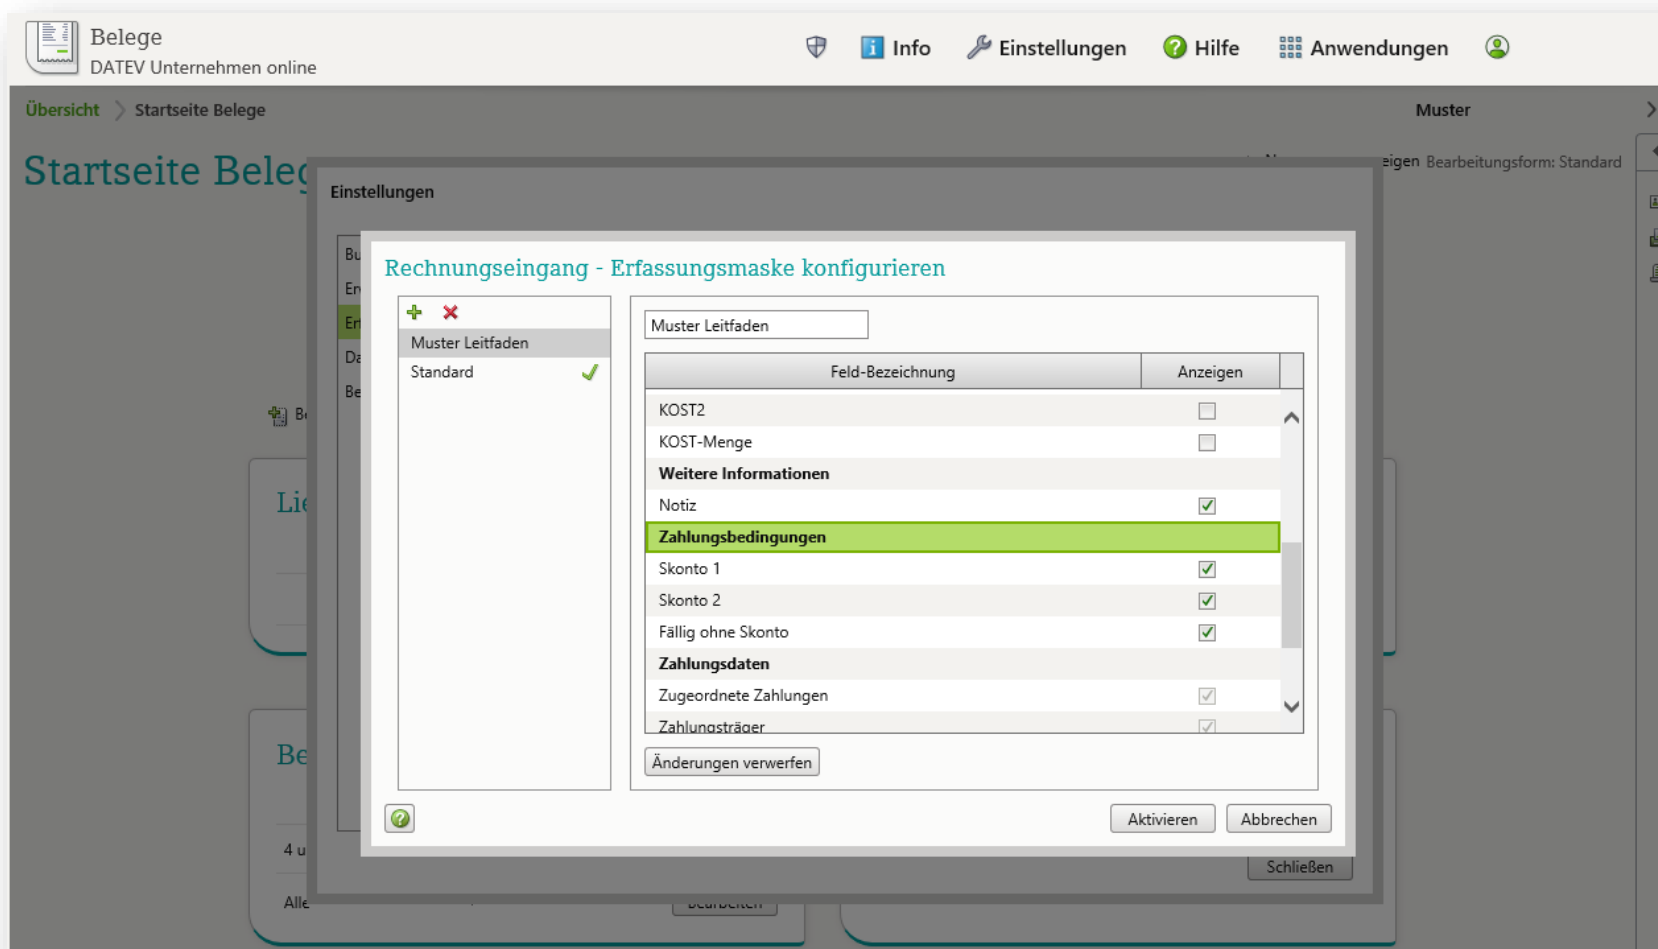 Belege
DATEV Unternehmen online
Info
Einstellungen
Hilfe
Anwendungen
Übersicht
Startseite Belege
Muster
Bearbeitungsform: Standard
Einstellungen
Rechnungseingang - Erfassungsmaske konfigurieren
Muster Leitfaden
Standard
Muster Leitfaden
Feld-Bezeichnung Anzeigen
KOST2
KOST-Menge
Weitere Informationen
Notiz
Zahlungsbedingungen
Skonto 1
Skonto 2
Fällig ohne Skonto
Zahlungsdaten
Zugeordnete Zahlungen
Zahlungsträger
Änderungen verwerfen
Aktivieren
Abbrechen
Schließen
Bearbeiten